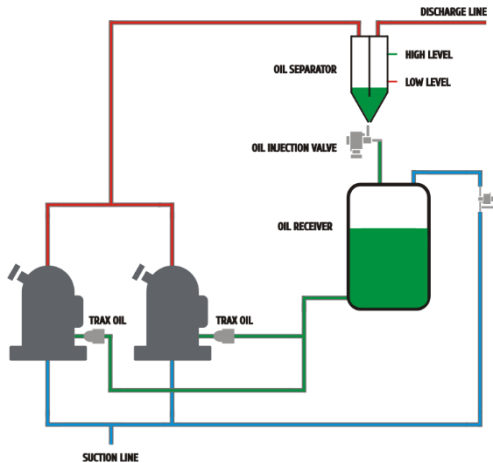 DISCHARGE LINE
HIGH LEVEL
OIL SEPARATOR
LOW LEVEL
OIL INJECTION VALVE
OIL RECEIVER
TRAX OIL
TRAX OIL
SUCTION LINE